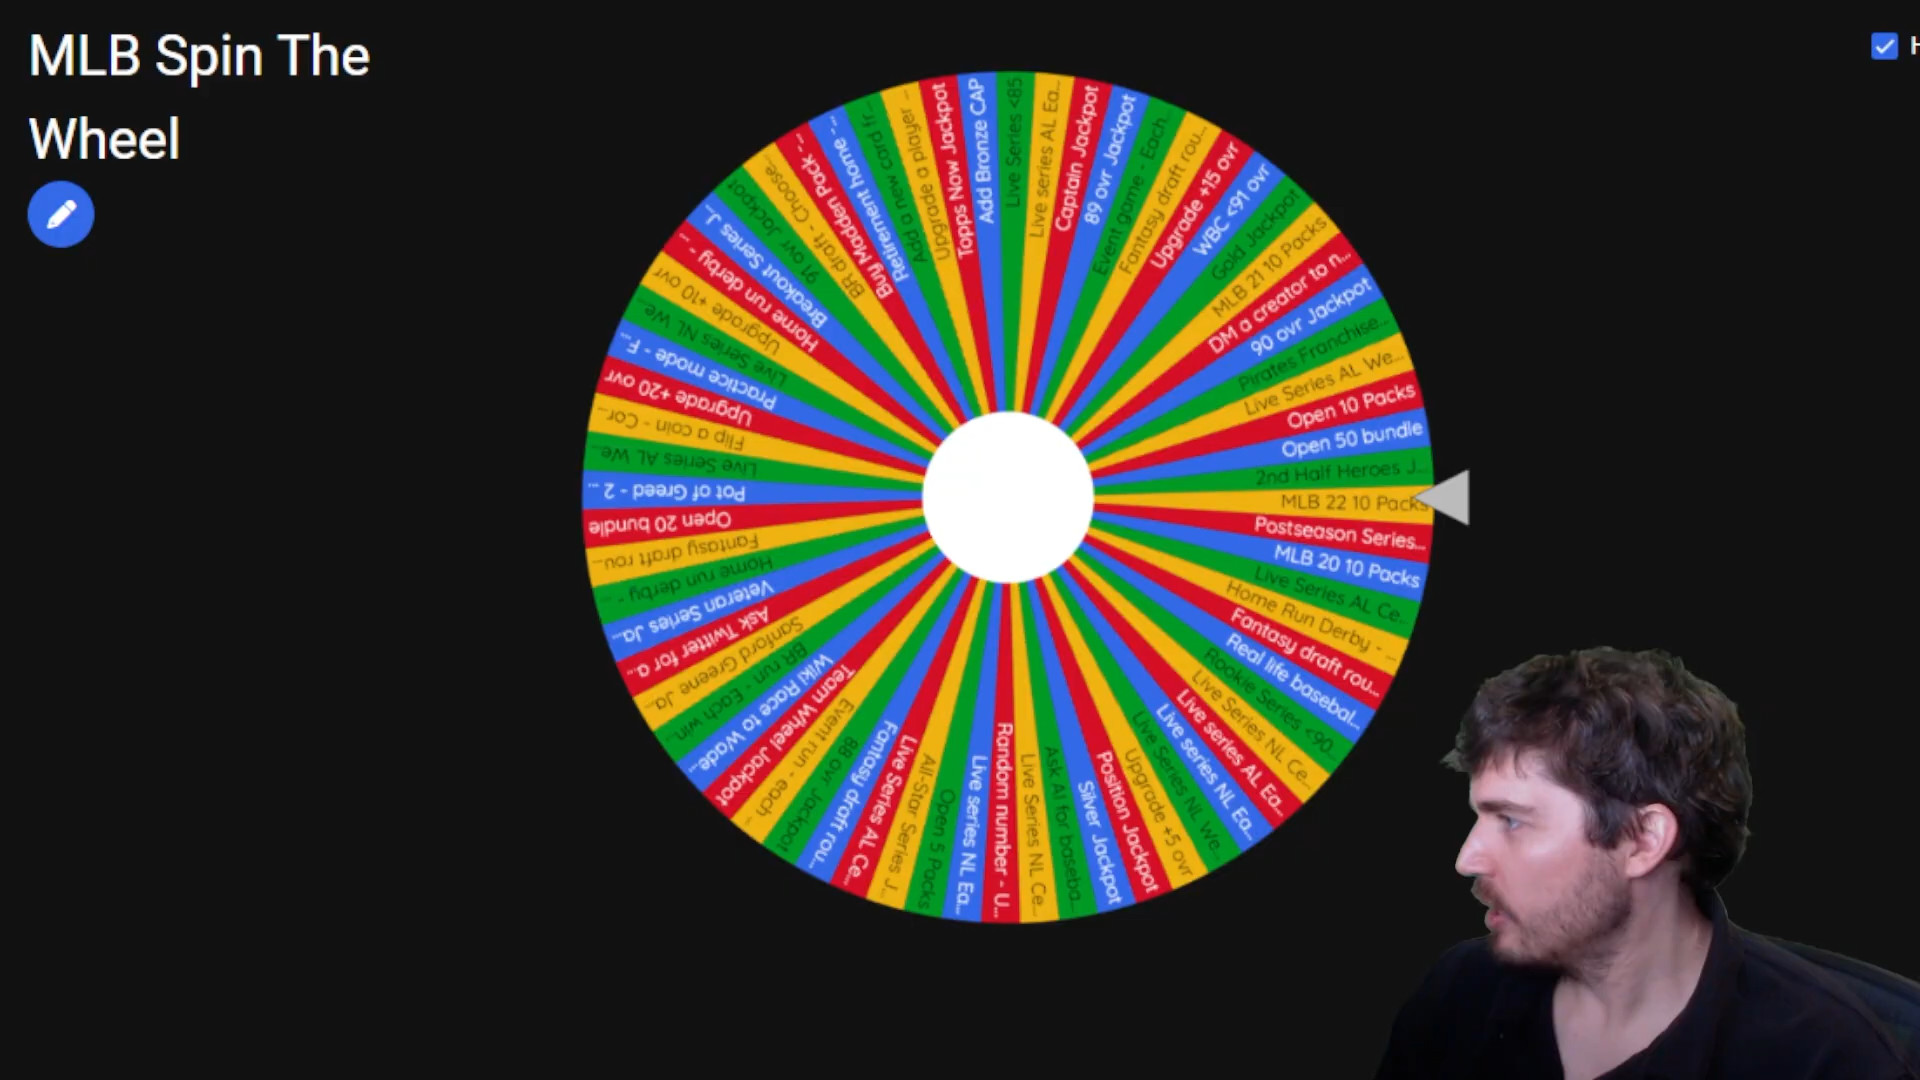 MLB Spin The
Wheel
H
Live Series <85
Live series AL Ea...
Captain Jackpot
89 ovr Jackpot
Event game - Each...
Fantasy draft rou...
Upgrade +15 ovr
WBC <91 ovr
Gold Jackpot
MLB 21 10 Packs
DM a creator to n...
90 ovr Jackpot
Pirates Franchise...
Live Series AL We...
Open 10 Packs
Open 50 bundle
2nd Half Heroes J...
MLB 22 10 Packs
Postseason Series...
MLB 20 10 Packs
Live Series AL Ce...
Home Run Derby - ...
Fantasy draft rou...
Real life basebal...
Rookie Series <90
Live Series NL Ce...
Live series AL Ea...
Live series NL Ea...
Live Series NL We...
Upgrade +5 ovr
Position Jackpot
Silver Jackpot
Ask AI for baseba...
Live Series NL Ce...
Random number - U...
Live series NL Ea...
Open 5 Packs
All-Star Series J...
Live Series AL Ce...
Fantasy draft rou...
88 ovr Jackpot
Event run - each ...
Team Wheel Jackpot
Wiki Race to Wade...
BR run - Each win...
Sanford Greene Ja...
Ask Twitter for a...
Veteran Series Ja...
Home run derby - ...
Fantasy draft rou...
Open 20 bundle
Pot of Greed - 2 ...
Live Series AL We...
Flip a coin - Cor...
Upgrade +20 ovr
Practice mode - F...
Live Series NL We...
Upgrade +10 ovr
Home run derby - ...
Breakout Series J...
91 ovr Jackpot
BR draft - Choose...
Buy Madden Pack - ...
Retirement home -...
Add a new card fr...
Upgrade a player ...
Topps Now Jackpot
Add Bronze CAP